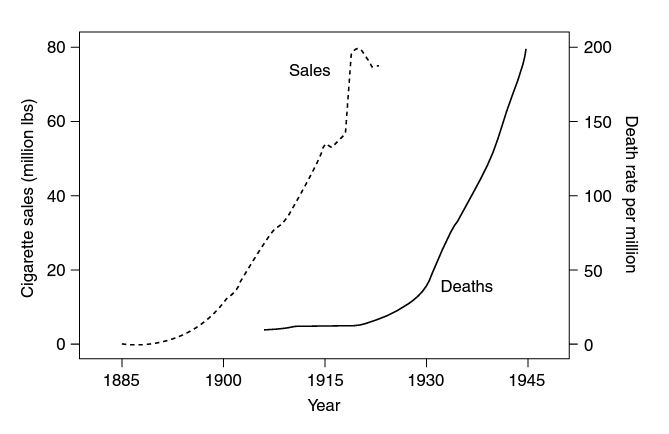 80
60
40
20
0
Cigarette sales (million lbs)
Sales
Deaths
200
150
100
50
0
Death rate per million
1885 1900 1915 1930 1945
Year